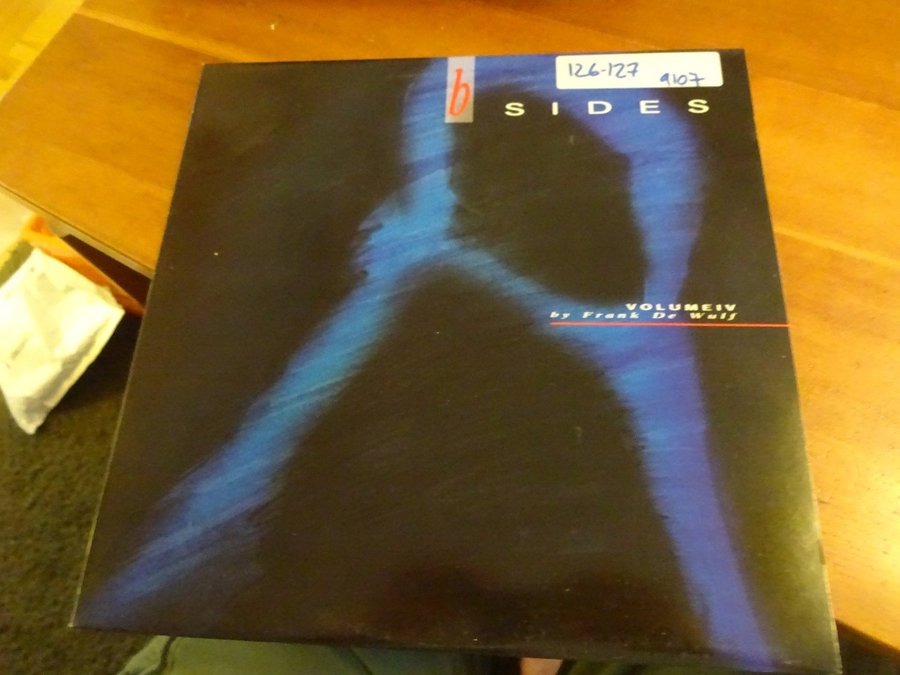 126-127
9107
b SIDES
VOLUME IV
by Frank De Wulf